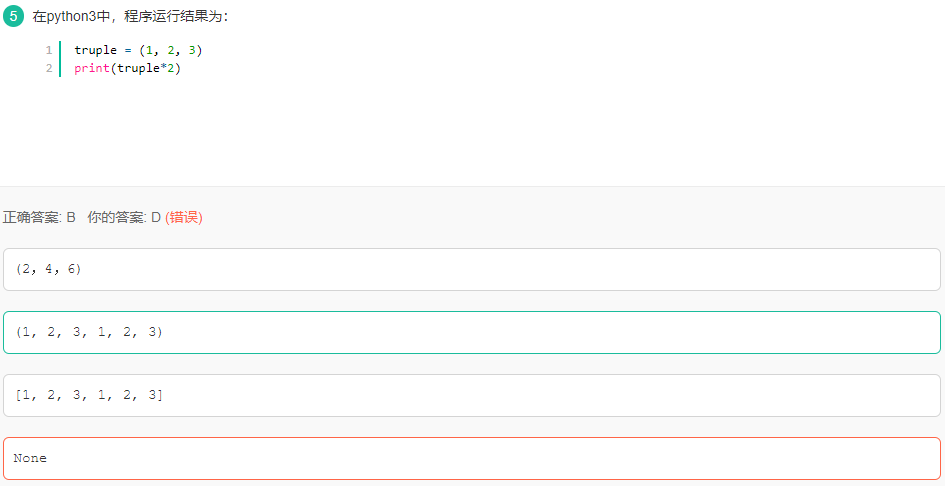 5 在python3中，程序运行结果为：
1 truple = (1, 2, 3)
2 print(truple*2)
正确答案: B 你的答案: D (错误)
(2, 4, 6)
(1, 2, 3, 1, 2, 3)
[1, 2, 3, 1, 2, 3]
None